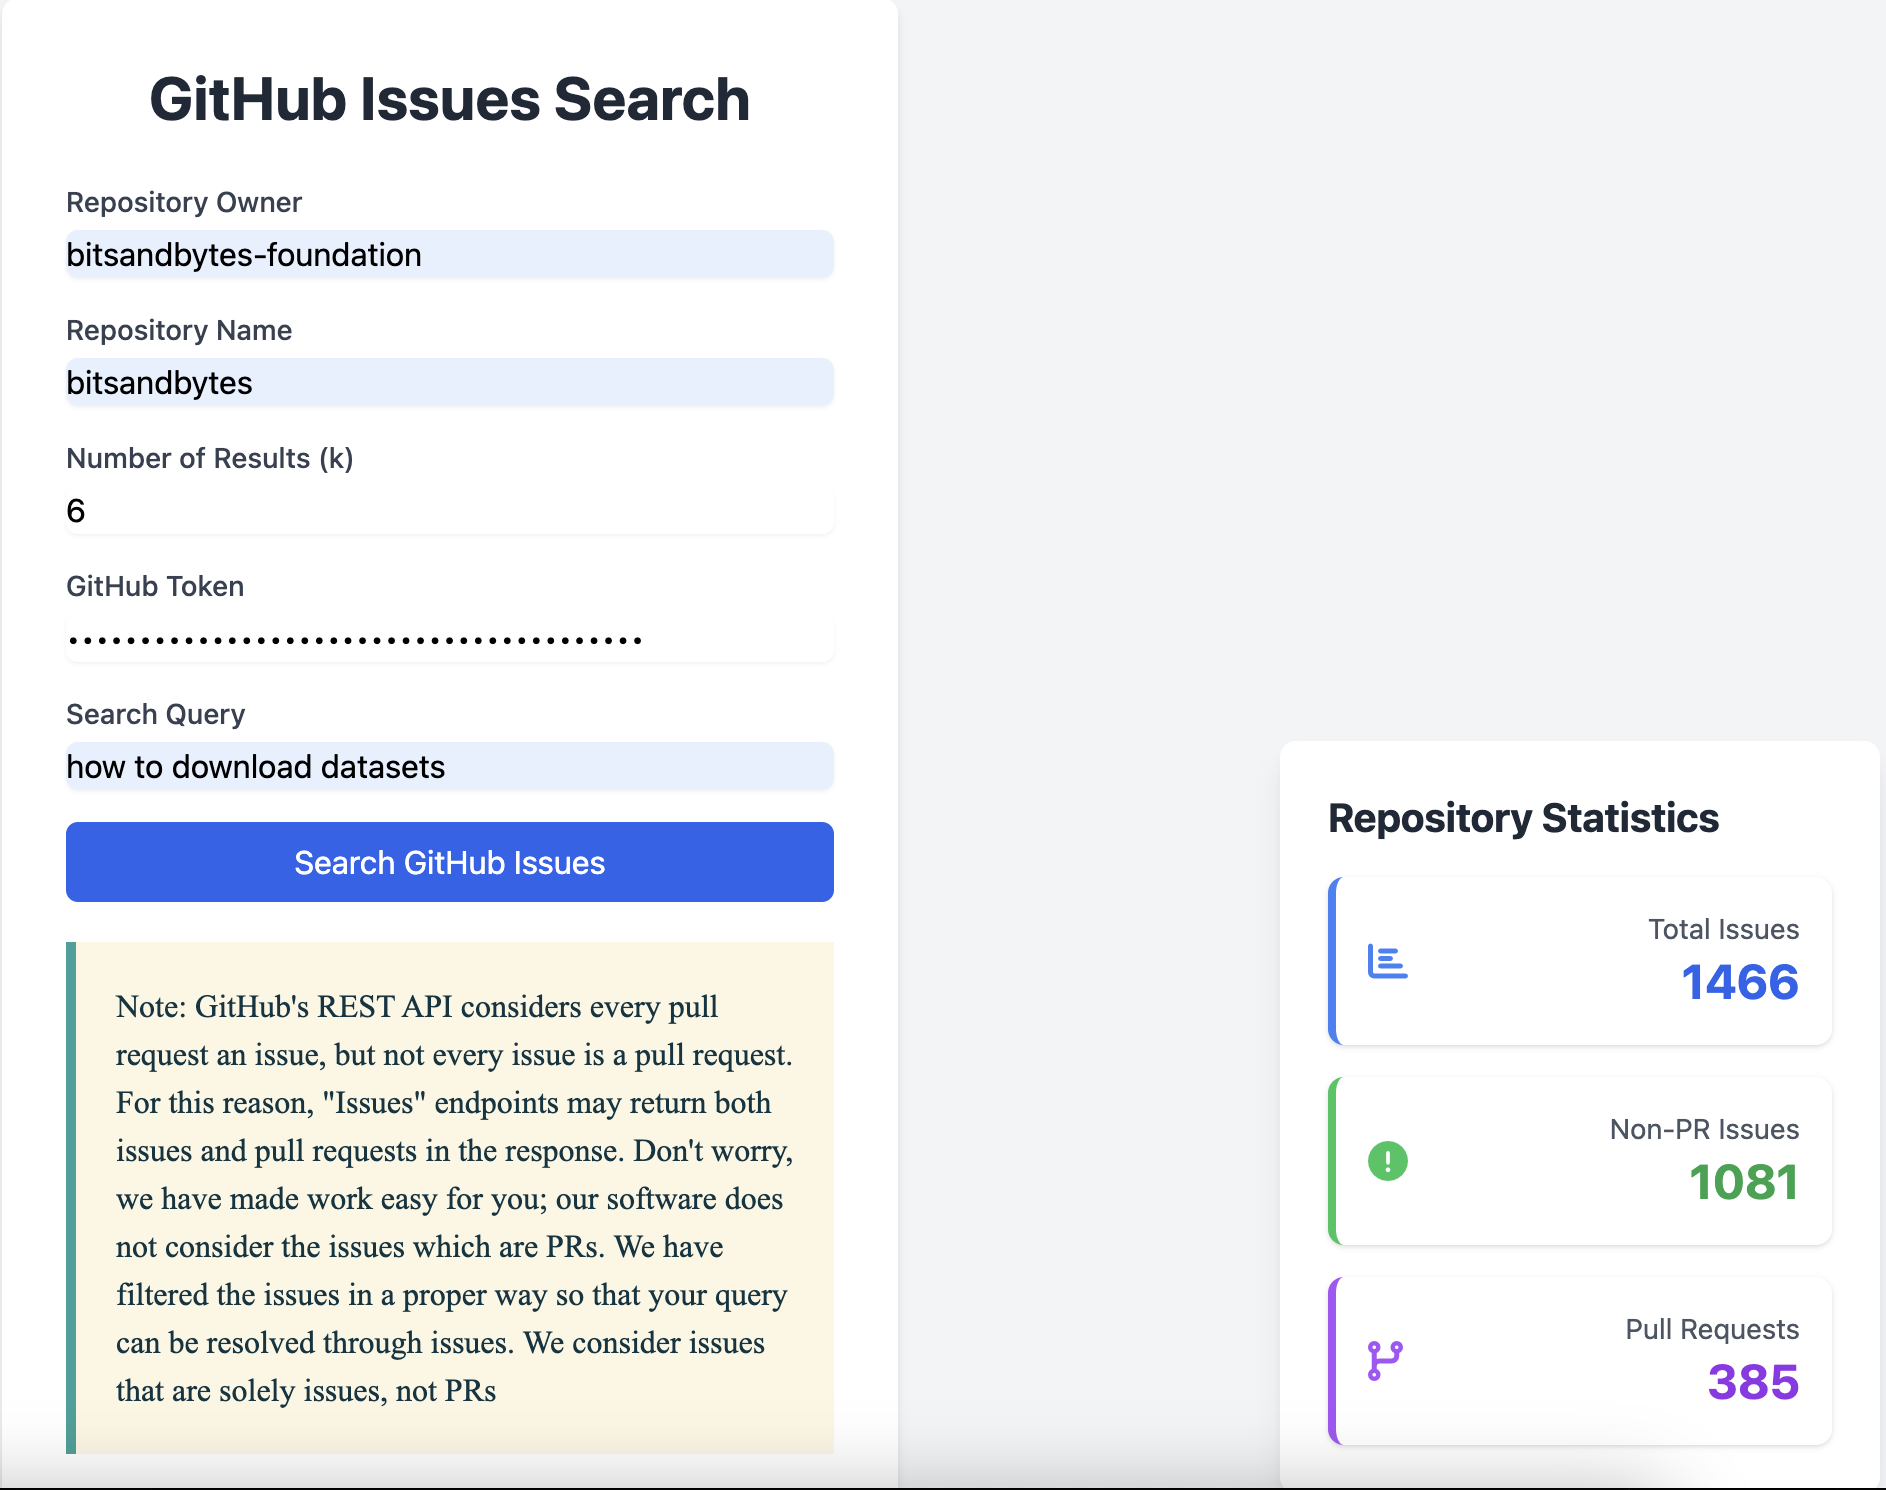 GitHub Issues Search
Repository Owner
bitsandbytes-foundation
Repository Name
bitsandbytes
Number of Results (k)
6
GitHub Token
••••••••••••••••••••••••••••••••••••••••
Search Query
how to download datasets
Search GitHub Issues
Note: GitHub's REST API considers every pull
request an issue, but not every issue is a pull request.
For this reason, "Issues" endpoints may return both
issues and pull requests in the response. Don't worry,
we have made work easy for you; our software does
not consider the issues which are PRs. We have
filtered the issues in a proper way so that your query
can be resolved through issues. We consider issues
that are solely issues, not PRs
Repository Statistics
Total Issues
1466
Non-PR Issues
1081
Pull Requests
385